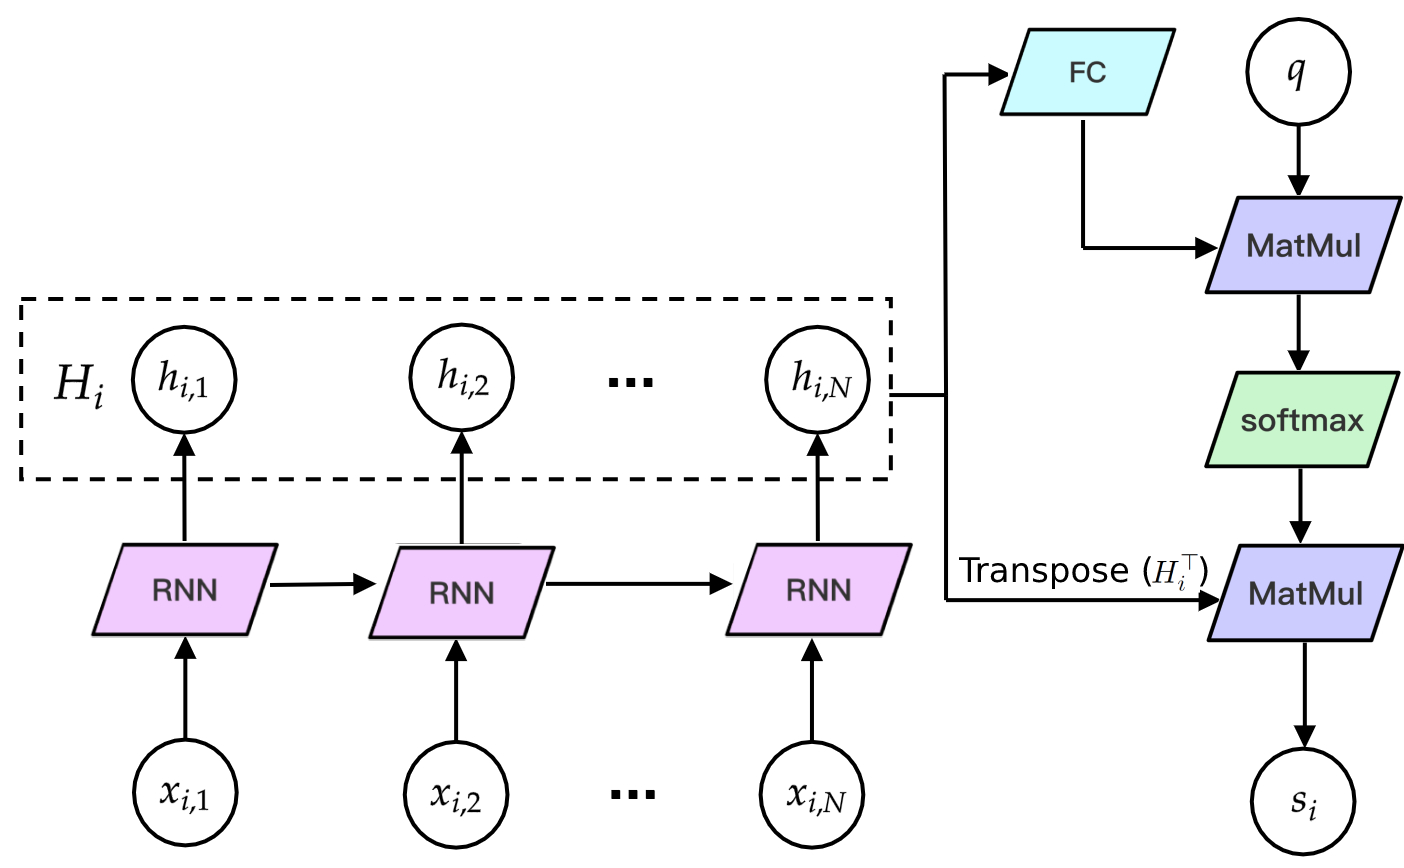 FC
q
MatMul
H_i
h_{i,1}
h_{i,2}
...
h_{i,N}
softmax
Transpose (H_i^⊤)
RNN
RNN
RNN
MatMul
x_{i,1}
x_{i,2}
...
x_{i,N}
s_i